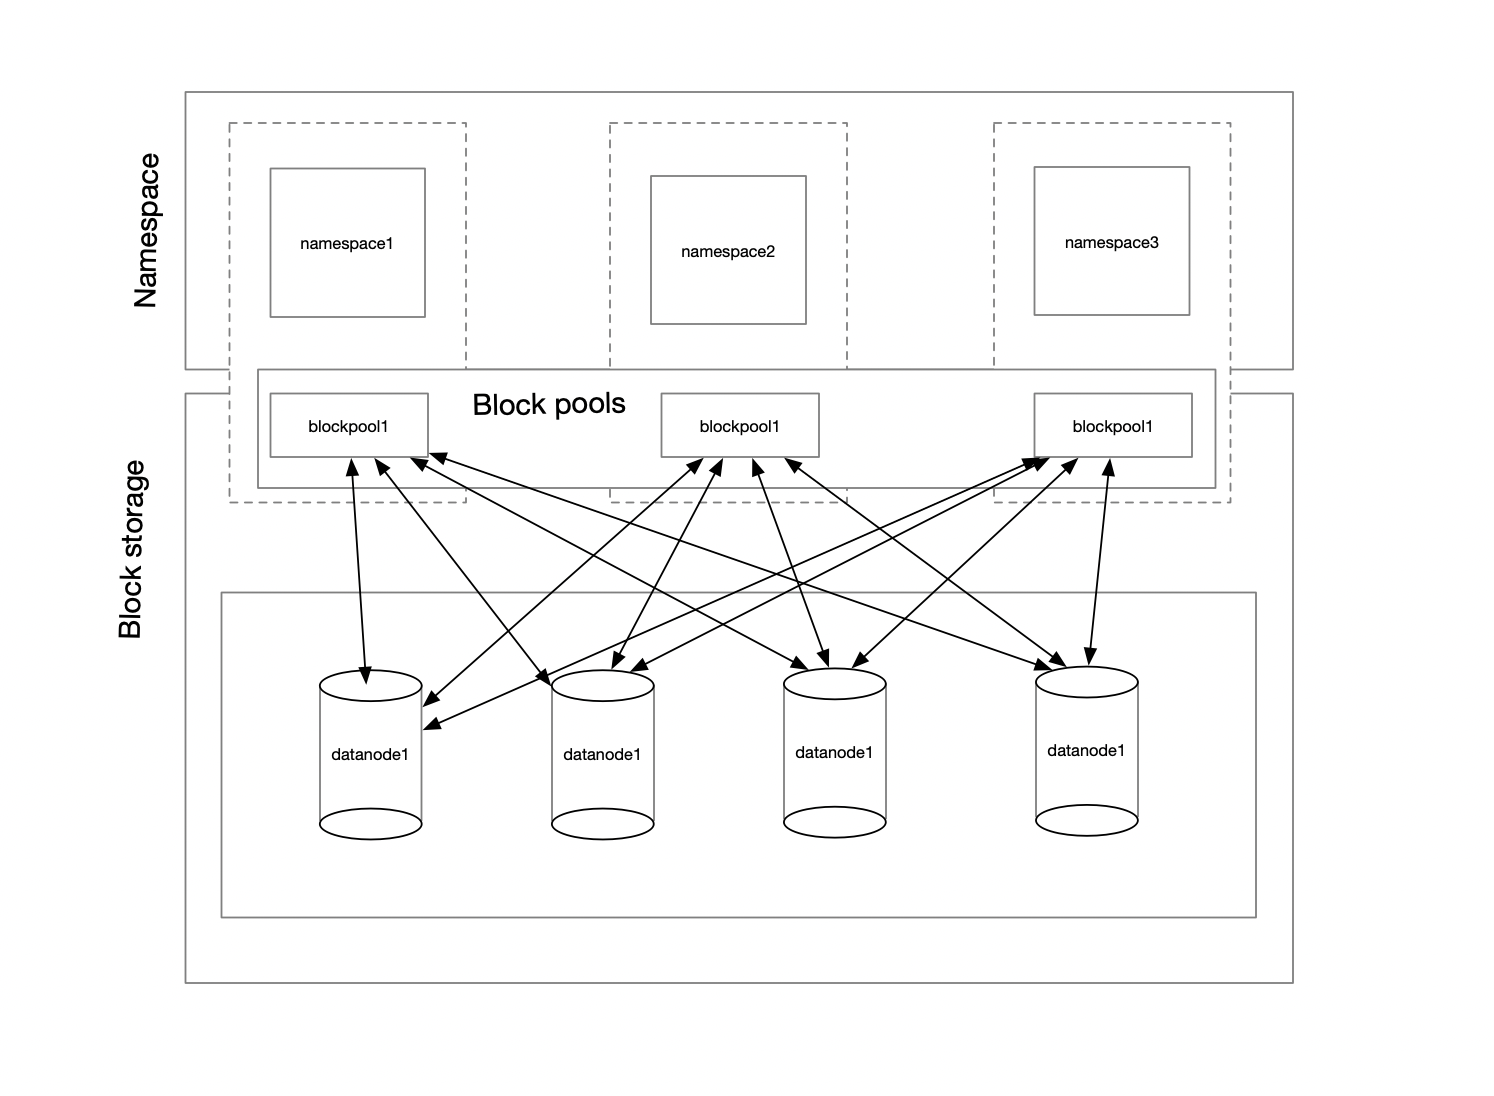 Namespace
namespace1
namespace2
namespace3
Block pools
blockpool1
blockpool1
blockpool1
Block storage
datanode1
datanode1
datanode1
datanode1